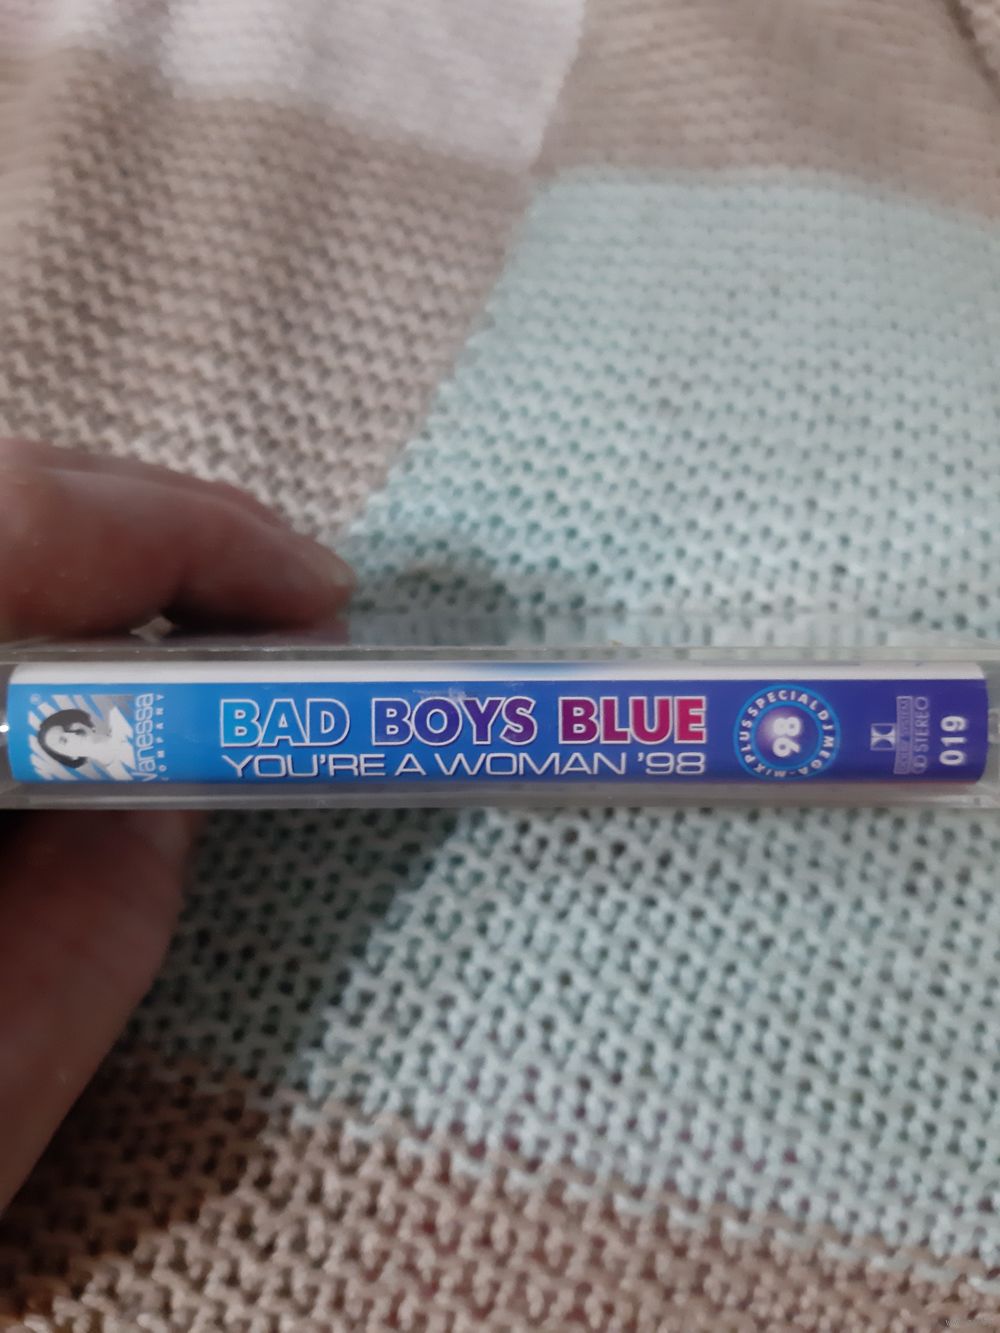 Vanessa
COMPANY
®
BAD BOYS BLUE
YOU'RE A WOMAN '98
PLUS SPECIAL DJ MEGA-MIX
98
STEREO
019